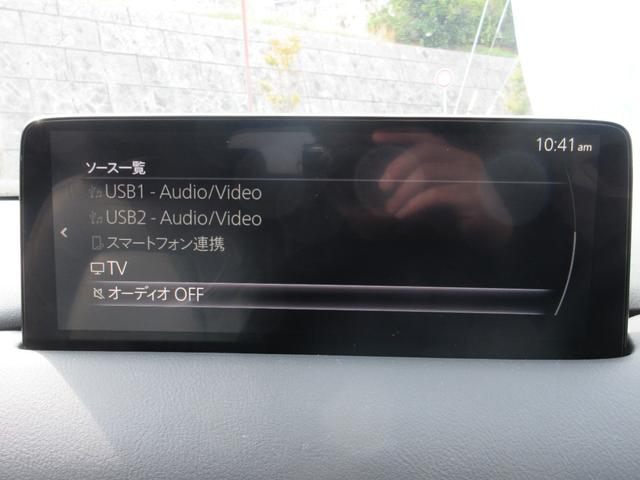 10:41 am
ソース一覧
USB1 - Audio/Video
USB2 - Audio/Video
スマートフォン連携
TV
オーディオ OFF